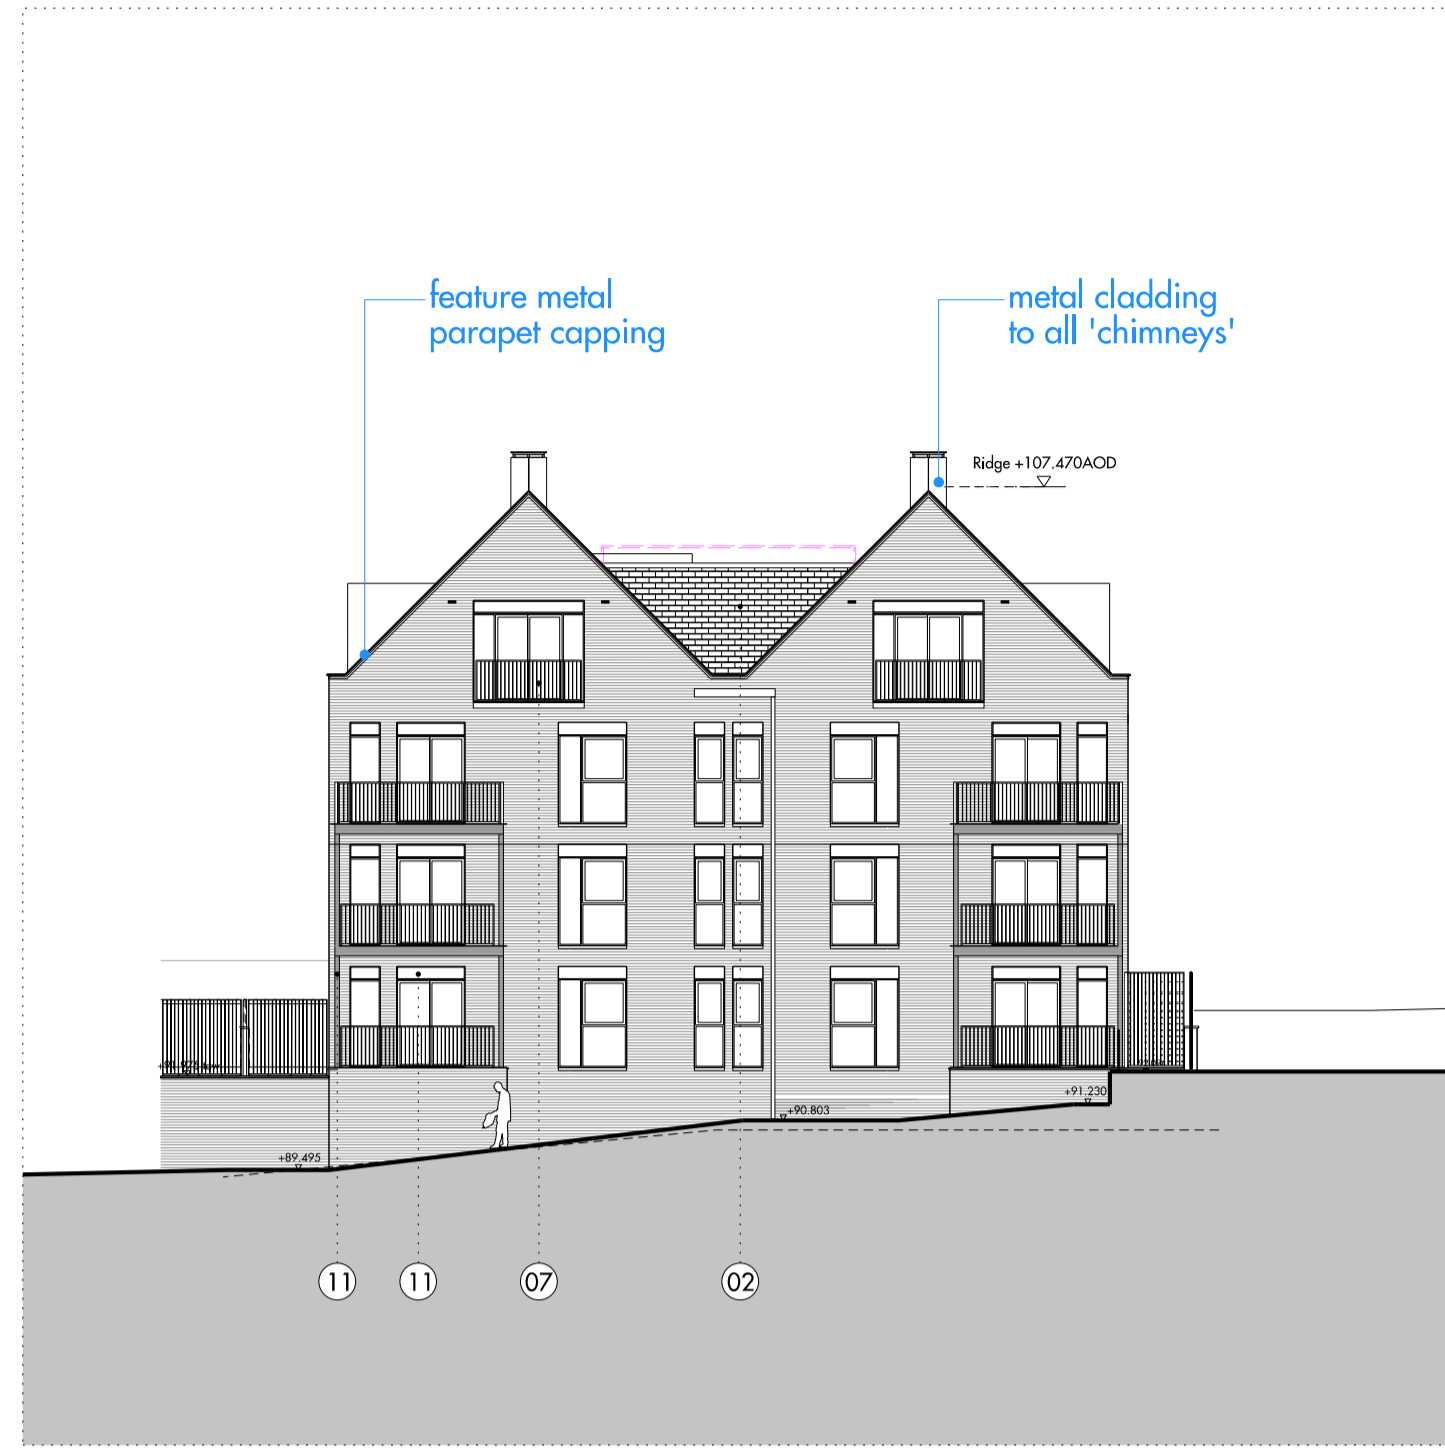 feature metal
parapet capping
metal cladding
to all 'chimneys'
Ridge +107.470AOD
+91.230
+90.803
+89.495
11
11
07
02